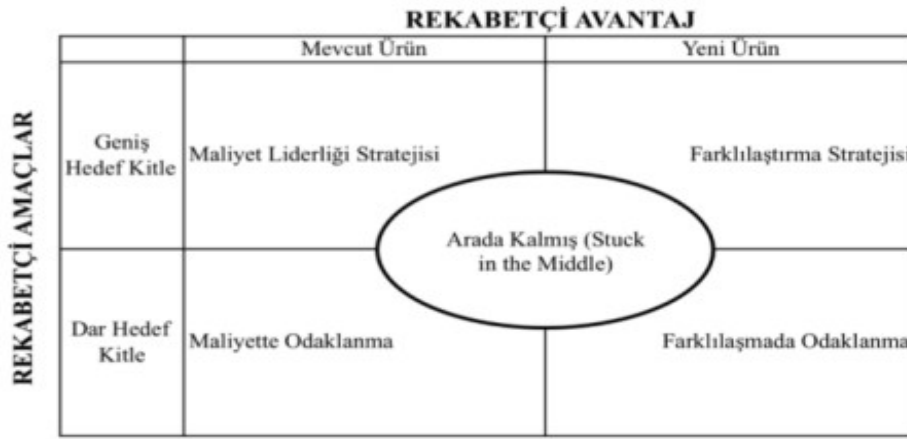 REKABETÇİ AVANTAJ
Mevcut Ürün
Yeni Ürün
REKABETÇİ AMAÇLAR
Geniş
Hedef Kitle
Maliyet Liderliği Stratejisi
Farklılaştırma Stratejisi
Arada Kalmış (Stuck
in the Middle)
Dar Hedef
Kitle
Maliyette Odaklanma
Farklılaşmada Odaklanma